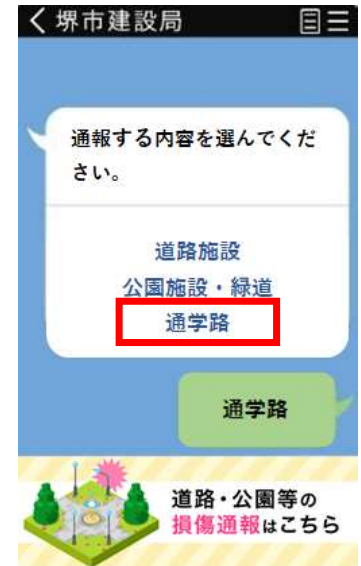 堺市建設局
通報する内容を選んでくだ
さい。
道路施設
公園施設・緑道
通学路
通学路
道路・公園等の
損傷通報はこちら